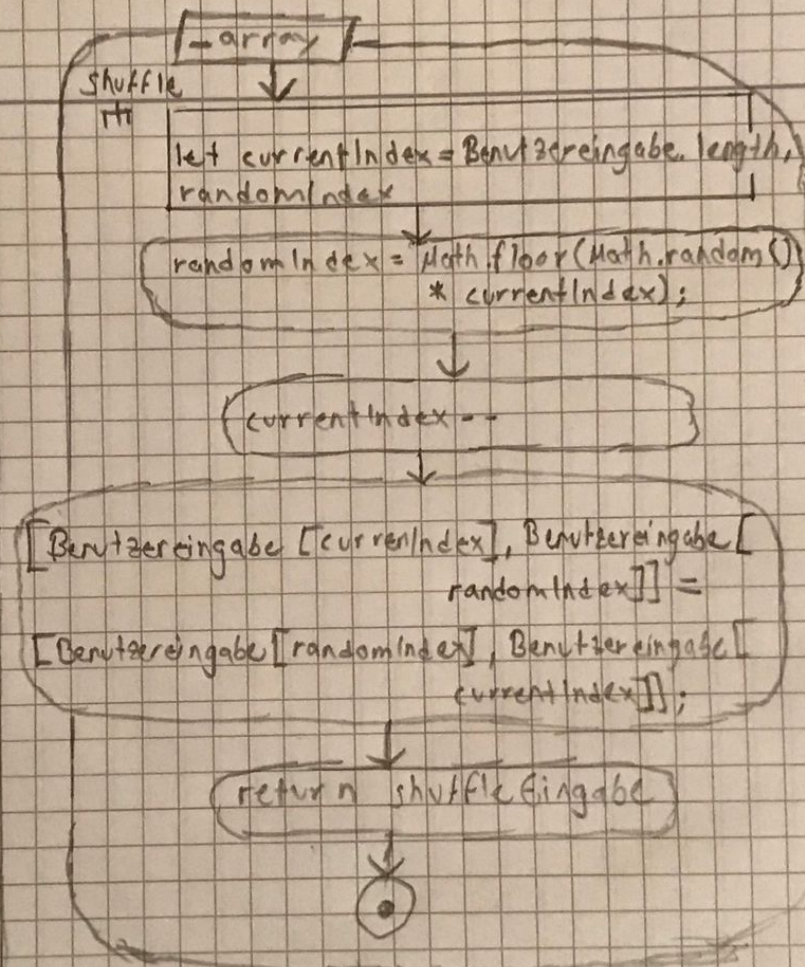 _array
shuffle
let currentIndex = Benutzereingabe.length,
randomIndex
randomIndex = Math.floor(Math.random()
* currentIndex);
currentIndex--
[Benutzereingabe[currenIndex], Benutzereingabe[
randomIndex]] =
[Benutzereingabe[randomIndex], Benutzereingabe[
currentIndex]];
return shuffleEingabe